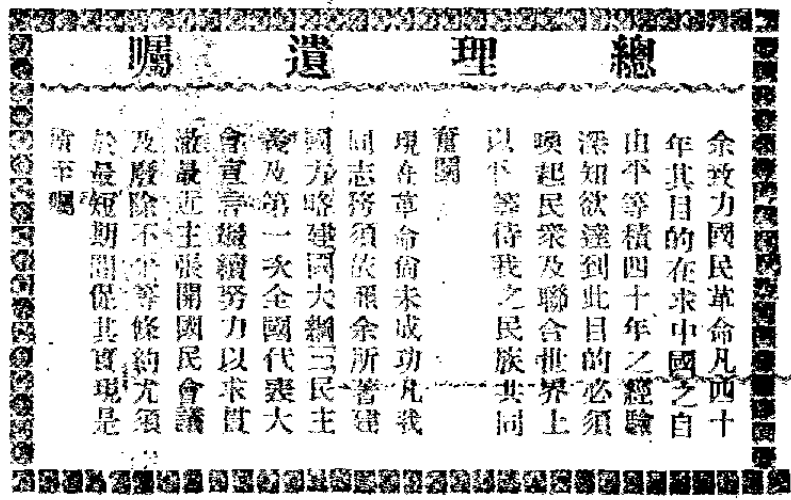 總理遺囑
余致力國民革命凡四十
年其目的在求中國之自
由平等積四十年之經驗
深知欲達到此目的必須
喚起民衆及聯合世界上
以平等待我之民族共同
奮鬭
現在革命尚未成功凡我
同志務須依照余所著建
國方略建國大綱三民主
義及第一次全國代表大
會宣言繼續努力以求貫
澈最近主張開國民會議
及廢除不平等條約尤須
於最短期間促其實現是
所至囑